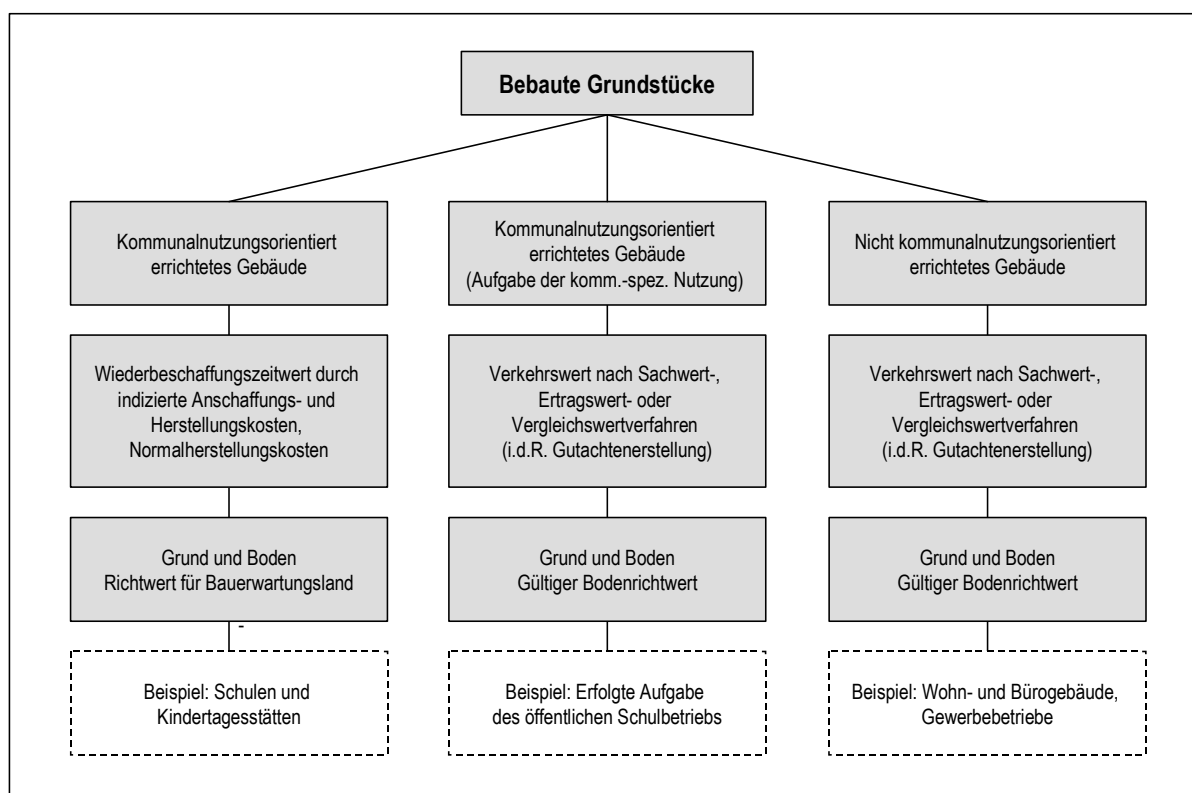 Bebaute Grundstücke
Kommunalnutzungsorientiert
errichtetes Gebäude
Kommunalnutzungsorientiert
errichtetes Gebäude
(Aufgabe der komm.-spez. Nutzung)
Nicht kommunalnutzungsorientiert
errichtetes Gebäude
Wiederbeschaffungszeitwert durch
indizierte Anschaffungs- und
Herstellungskosten,
Normalherstellungskosten
Verkehrswert nach Sachwert-,
Ertragswert- oder
Vergleichswertverfahren
(i.d.R. Gutachtenerstellung)
Verkehrswert nach Sachwert-,
Ertragswert- oder
Vergleichswertverfahren
(i.d.R. Gutachtenerstellung)
Grund und Boden
Richtwert für Bauerwartungsland
Grund und Boden
Gültiger Bodenrichtwert
Grund und Boden
Gültiger Bodenrichtwert
-
Beispiel: Schulen und
Kindertagesstätten
Beispiel: Erfolgte Aufgabe
des öffentlichen Schulbetriebs
Beispiel: Wohn- und Bürogebäude,
Gewerbebetriebe